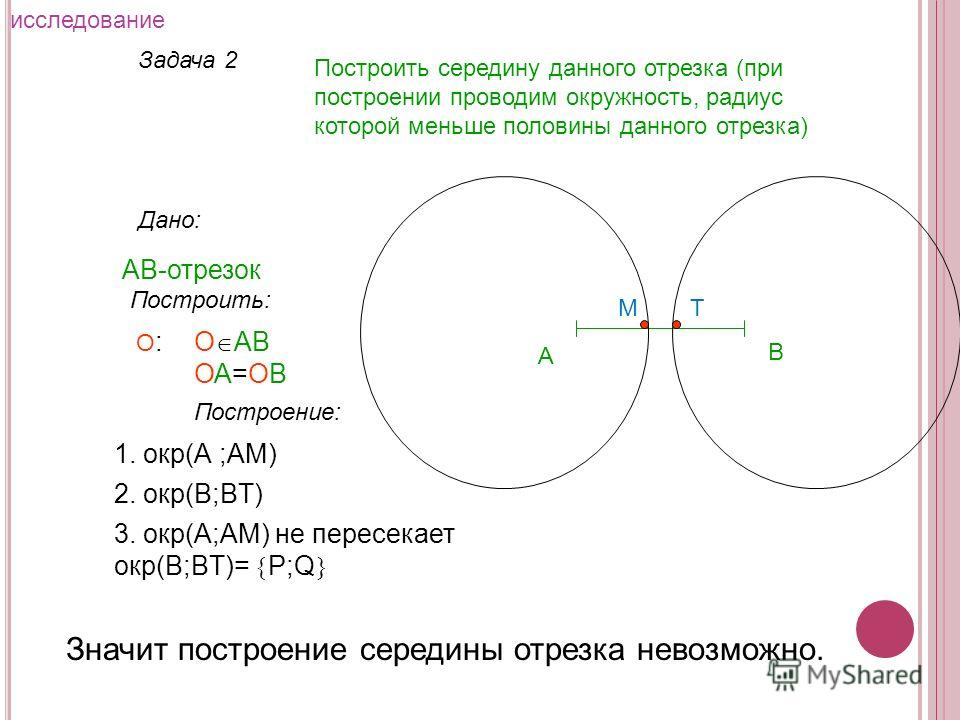 исследование
Задача 2
Построить середину данного отрезка (при
построении проводим окружность, радиус
которой меньше половины данного отрезка)
Дано:
АВ-отрезок
Построить:
О: О∈АВ
ОА=ОВ
М Т
А В
Построение:
1. окр(А ;АМ)
2. окр(В;ВТ)
3. окр(А;АМ) не пересекает
окр(В;ВТ)= {P;Q}
Значит построение середины отрезка невозможно.
MyShared